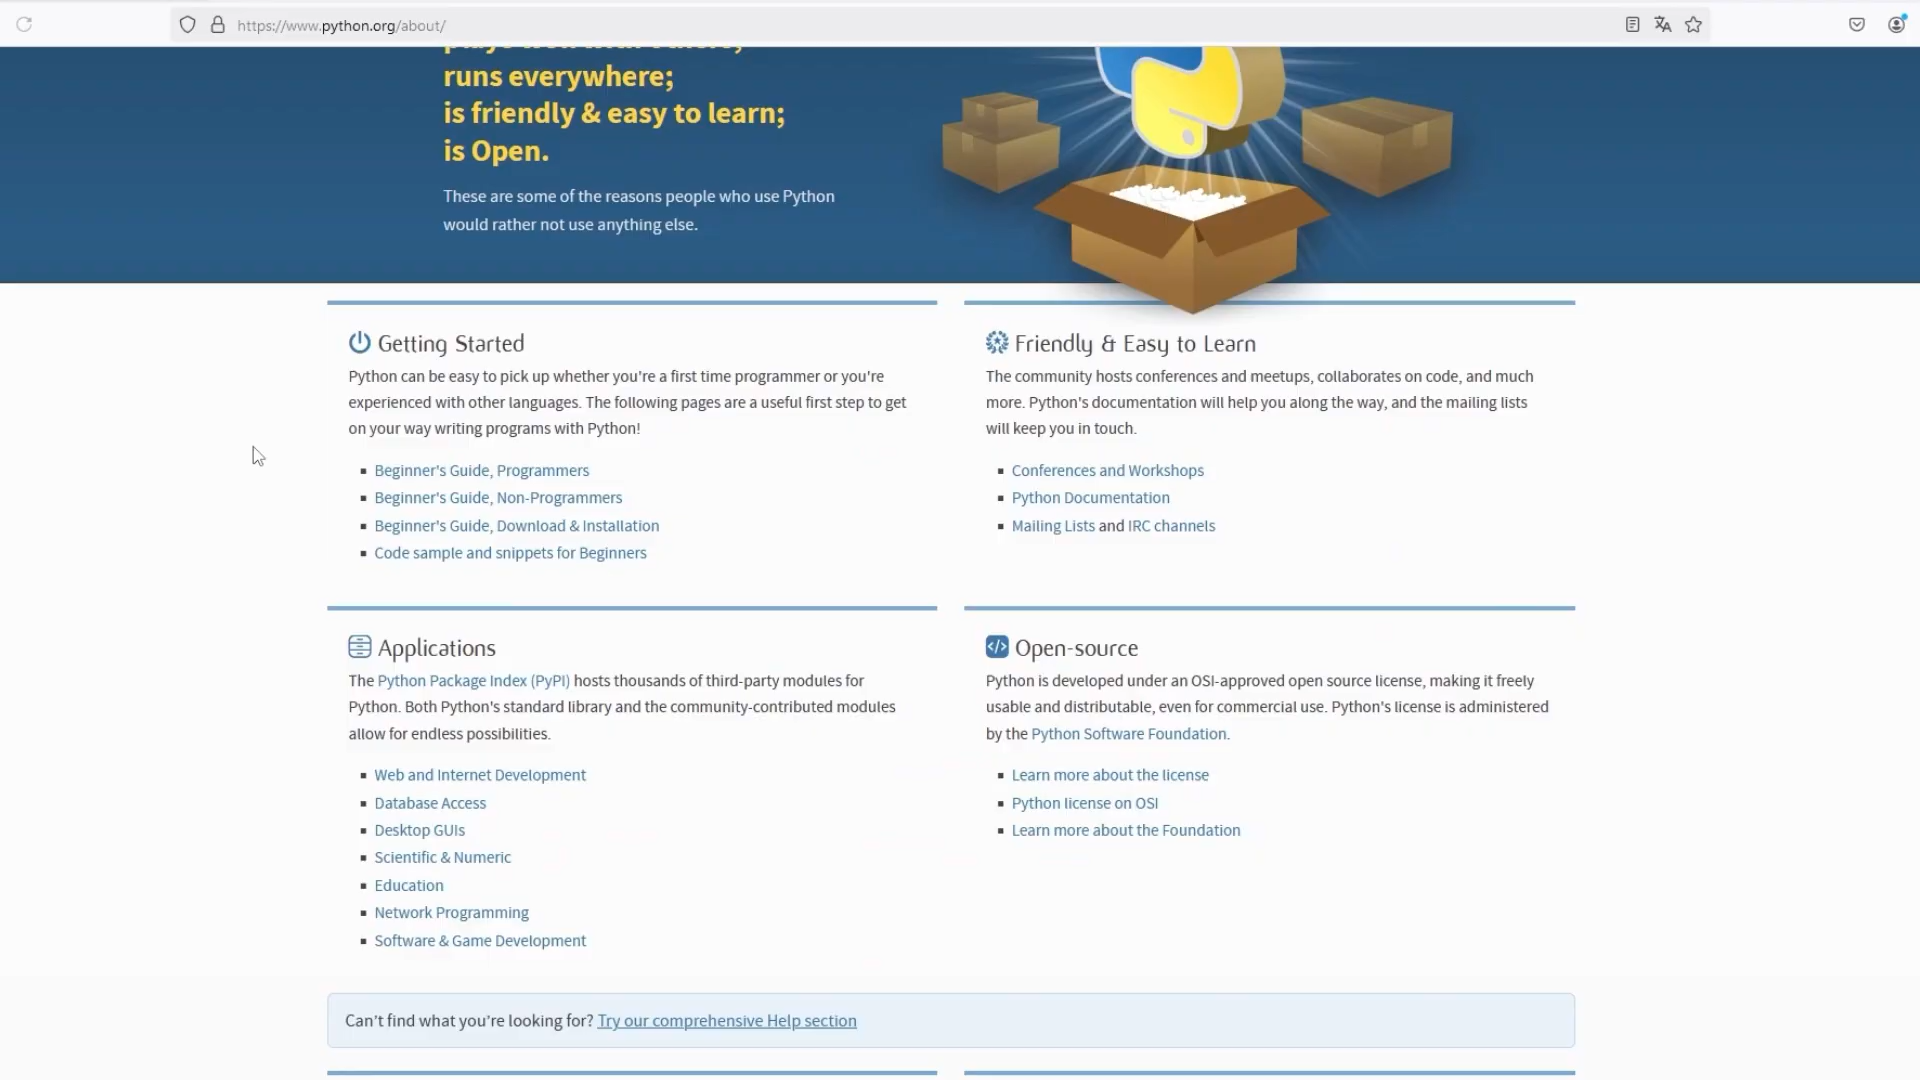 https://www.python.org/about/
runs everywhere;
is friendly & easy to learn;
is Open.
These are some of the reasons people who use Python
would rather not use anything else.
Getting Started
Python can be easy to pick up whether you're a first time programmer or you're
experienced with other languages. The following pages are a useful first step to get
on your way writing programs with Python!
Beginner's Guide, Programmers
Beginner's Guide, Non-Programmers
Beginner's Guide, Download & Installation
Code sample and snippets for Beginners
Friendly & Easy to Learn
The community hosts conferences and meetups, collaborates on code, and much
more. Python's documentation will help you along the way, and the mailing lists
will keep you in touch.
Conferences and Workshops
Python Documentation
Mailing Lists and IRC channels
Applications
The Python Package Index (PyPI) hosts thousands of third-party modules for
Python. Both Python's standard library and the community-contributed modules
allow for endless possibilities.
Web and Internet Development
Database Access
Desktop GUIs
Scientific & Numeric
Education
Network Programming
Software & Game Development
Open-source
Python is developed under an OSI-approved open source license, making it freely
usable and distributable, even for commercial use. Python's license is administered
by the Python Software Foundation.
Learn more about the license
Python license on OSI
Learn more about the Foundation
Can't find what you're looking for? Try our comprehensive Help section